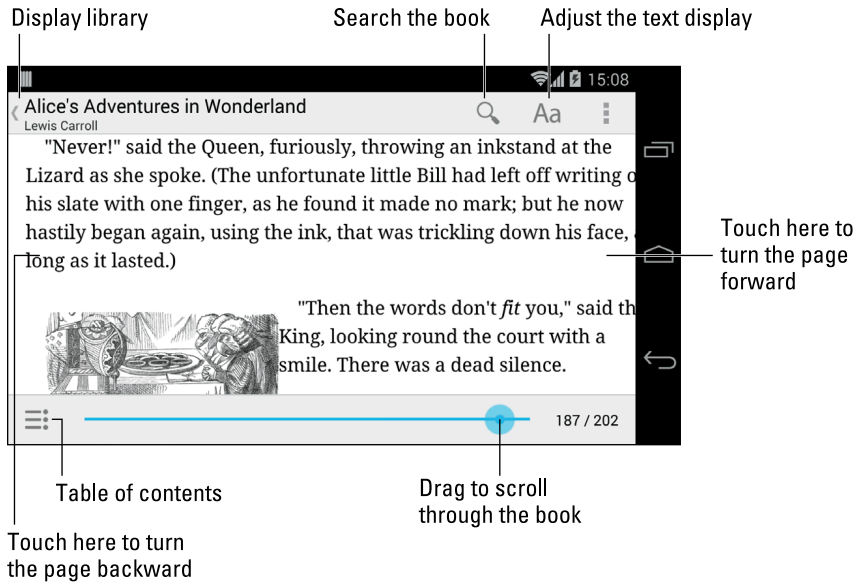 Display library
Search the book
Adjust the text display
15:08
Alice's Adventures in Wonderland
Lewis Carroll
Aa
"Never!" said the Queen, furiously, throwing an inkstand at the
Lizard as she spoke. (The unfortunate little Bill had left off writing o
his slate with one finger, as he found it made no mark; but he now
hastily began again, using the ink, that was trickling down his face,
long as it lasted.)
Touch here to
turn the page
forward
"Then the words don't fit you," said th
King, looking round the court with a
smile. There was a dead silence.
187 / 202
Table of contents
Drag to scroll
through the book
Touch here to turn
the page backward